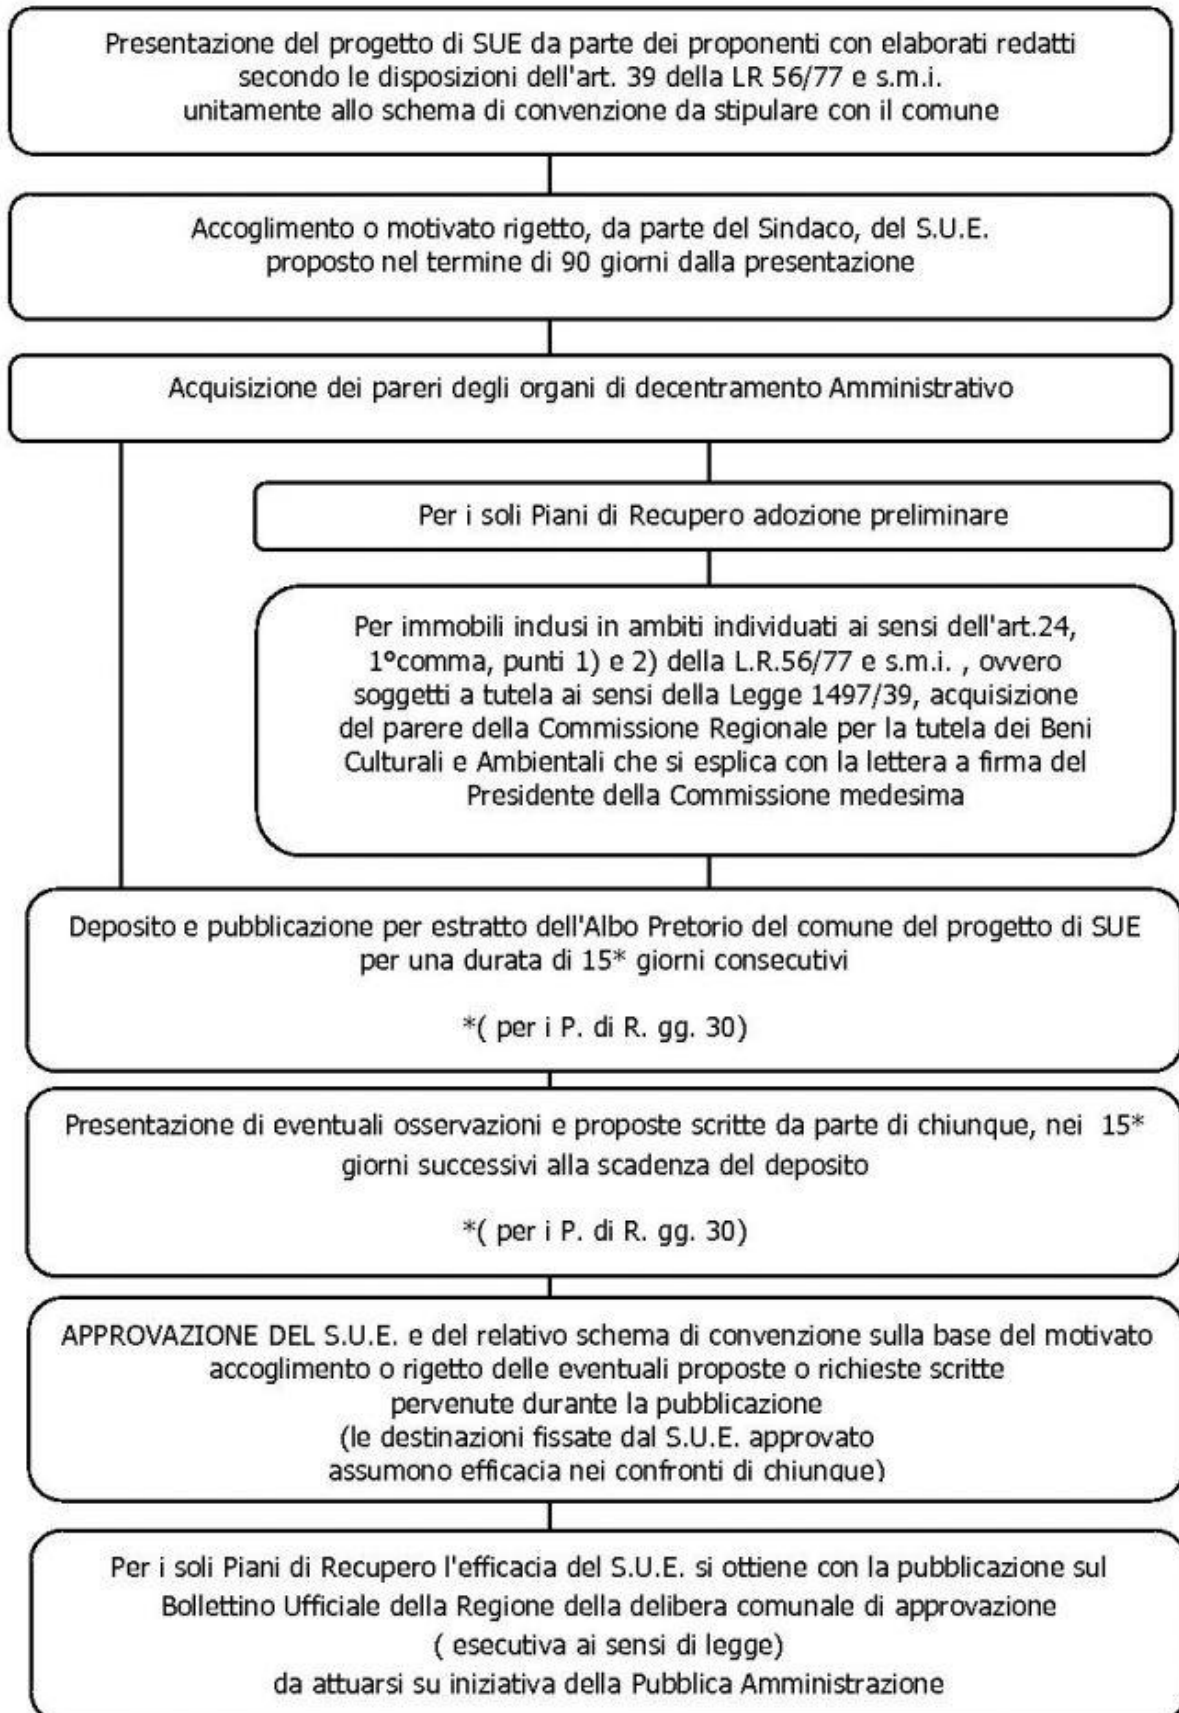 Presentazione del progetto di SUE da parte dei proponenti con elaborati redatti
secondo le disposizioni dell'art. 39 della LR 56/77 e s.m.i.
unitamente allo schema di convenzione da stipulare con il comune
Accoglimento o motivato rigetto, da parte del Sindaco, del S.U.E.
proposto nel termine di 90 giorni dalla presentazione
Acquisizione dei pareri degli organi di decentramento Amministrativo
Per i soli Piani di Recupero adozione preliminare
Per immobili inclusi in ambiti individuati ai sensi dell'art.24,
1°comma, punti 1) e 2) della L.R.56/77 e s.m.i. , ovvero
soggetti a tutela ai sensi della Legge 1497/39, acquisizione
del parere della Commissione Regionale per la tutela dei Beni
Culturali e Ambientali che si esplica con la lettera a firma del
Presidente della Commissione medesima
Deposito e pubblicazione per estratto dell'Albo Pretorio del comune del progetto di SUE
per una durata di 15* giorni consecutivi
*( per i P. di R. gg. 30)
Presentazione di eventuali osservazioni e proposte scritte da parte di chiunque, nei 15*
giorni successivi alla scadenza del deposito
*( per i P. di R. gg. 30)
APPROVAZIONE DEL S.U.E. e del relativo schema di convenzione sulla base del motivato
accoglimento o rigetto delle eventuali proposte o richieste scritte
pervenute durante la pubblicazione
(le destinazioni fissate dal S.U.E. approvato
assumono efficacia nei confronti di chiunque)
Per i soli Piani di Recupero l'efficacia del S.U.E. si ottiene con la pubblicazione sul
Bollettino Ufficiale della Regione della delibera comunale di approvazione
( esecutiva ai sensi di legge)
da attuarsi su iniziativa della Pubblica Amministrazione